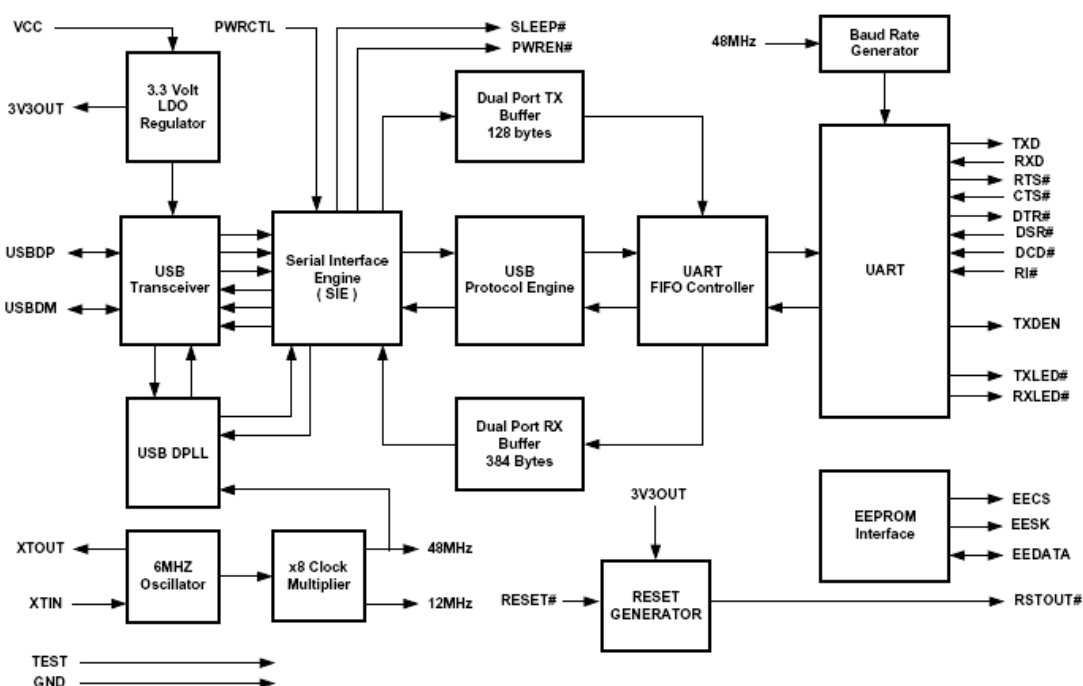 VCC
PWRCTL
SLEEP#
PWREN#
48MHz
Baud Rate
Generator
3V3OUT
3.3 Volt
LDO
Regulator
Dual Port TX
Buffer
128 bytes
TXD
RXD
RTS#
CTS#
DTR#
DSR#
DCD#
RI#
TXDEN
TXLED#
RXLED#
USBDP
USBDM
USB
Transceiver
Serial Interface
Engine
( SIE )
USB
Protocol Engine
UART
FIFO Controller
UART
USB DPLL
Dual Port RX
Buffer
384 Bytes
3V3OUT
EEPROM
Interface
EECS
EESK
EEDATA
XTOUT
XTIN
6MHZ
Oscillator
x8 Clock
Multiplier
48MHz
12MHz
RESET#
RESET
GENERATOR
RSTOUT#
TEST
GND